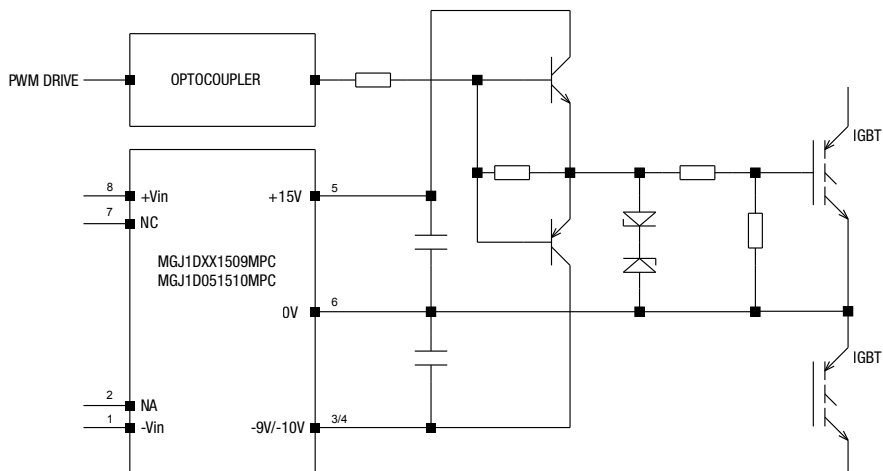 PWM DRIVE
OPTOCOUPLER
IGBT
8
+Vin
+15V
5
7
NC
MGJ1DXX1509MPC
MGJ1D051510MPC
0V
6
IGBT
2
NA
1
-Vin
-9V/-10V
3/4